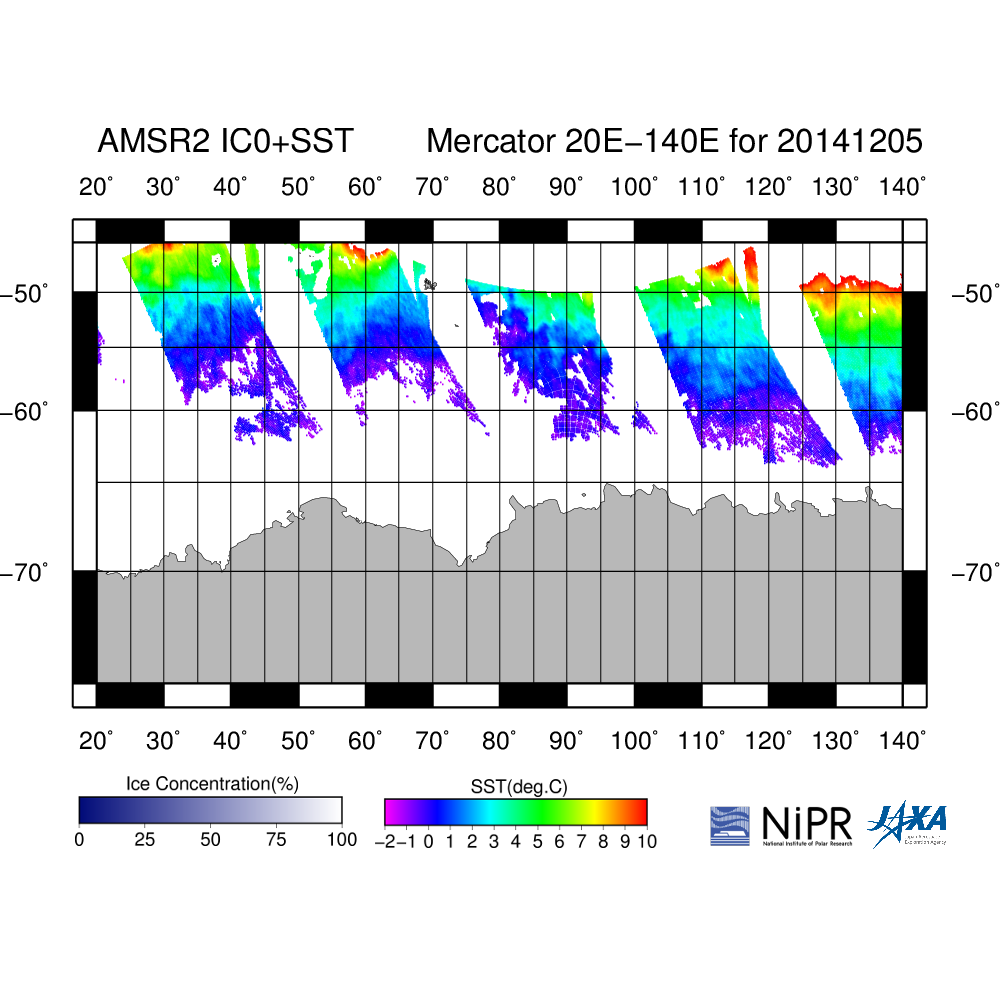 AMSR2 IC0+SST Mercator 20E−140E for 20141205
20° 30° 40° 50° 60° 70° 80° 90° 100° 110° 120° 130° 140°
−50° −50°
−60° −60°
−70° −70°
20° 30° 40° 50° 60° 70° 80° 90° 100° 110° 120° 130° 140°
Ice Concentration(%)
0 25 50 75 100
SST(deg.C)
−2 −1 0 1 2 3 4 5 6 7 8 9 10
NiPR
National Institute of Polar Research
JAXA
Exploration Agency